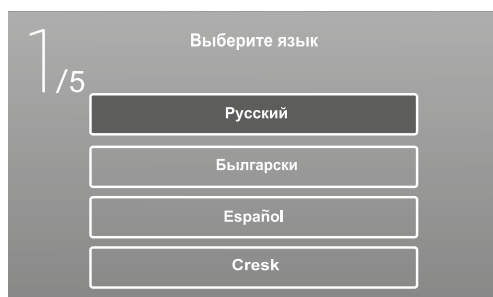 1/5
Выберите язык
Русский
Былгарски
Español
Cresk